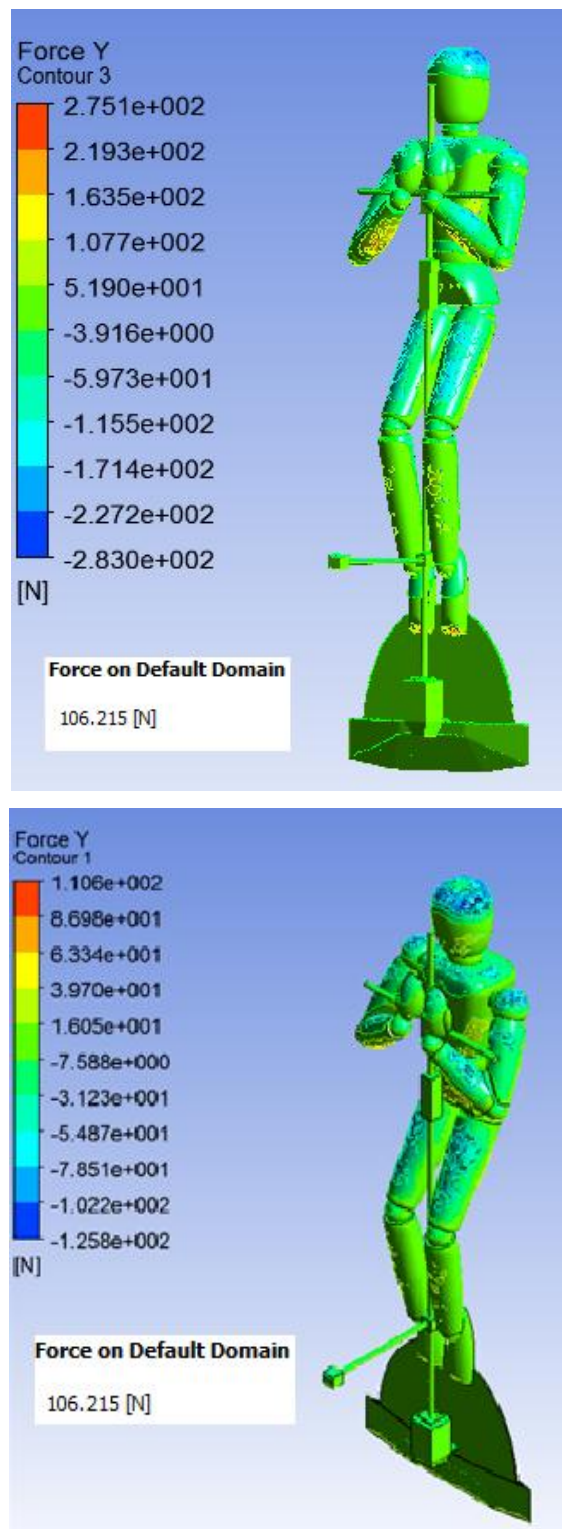 Force Y
Contour 3
2.751e+002
2.193e+002
1.635e+002
1.077e+002
5.190e+001
-3.916e+000
-5.973e+001
-1.155e+002
-1.714e+002
-2.272e+002
-2.830e+002
[N]
Force on Default Domain
106.215 [N]
Force Y
Contour 1
1.106e+002
8.698e+001
6.334e+001
3.970e+001
1.605e+001
-7.588e+000
-3.123e+001
-5.487e+001
-7.851e+001
-1.022e+002
-1.258e+002
[N]
Force on Default Domain
106.215 [N]